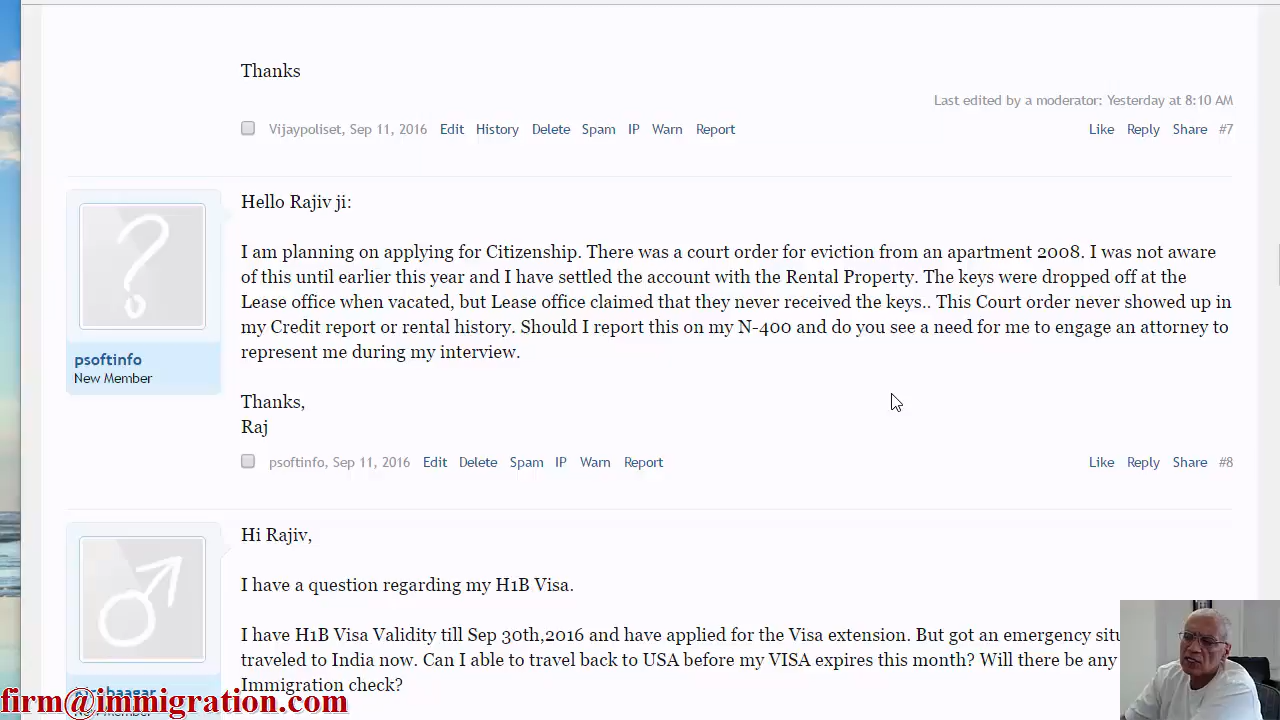 Thanks
Last edited by a moderator: Yesterday at 8:10 AM
Vijaypoliset, Sep 11, 2016 Edit History Delete Spam IP Warn Report Like Reply Share #7
Hello Rajiv ji:
I am planning on applying for Citizenship. There was a court order for eviction from an apartment 2008. I was not aware
of this until earlier this year and I have settled the account with the Rental Property. The keys were dropped off at the
Lease office when vacated, but Lease office claimed that they never received the keys.. This Court order never showed up in
my Credit report or rental history. Should I report this on my N-400 and do you see a need for me to engage an attorney to
represent me during my interview.
psoftinfo
New Member
Thanks,
Raj
psoftinfo, Sep 11, 2016 Edit Delete Spam IP Warn Report Like Reply Share #8
Hi Rajiv,
I have a question regarding my H1B Visa.
I have H1B Visa Validity till Sep 30th,2016 and have applied for the Visa extension. But got an emergency
traveled to India now. Can I able to travel back to USA before my VISA expires this month? Will there be any
Immigration check?
firm@immigration.com